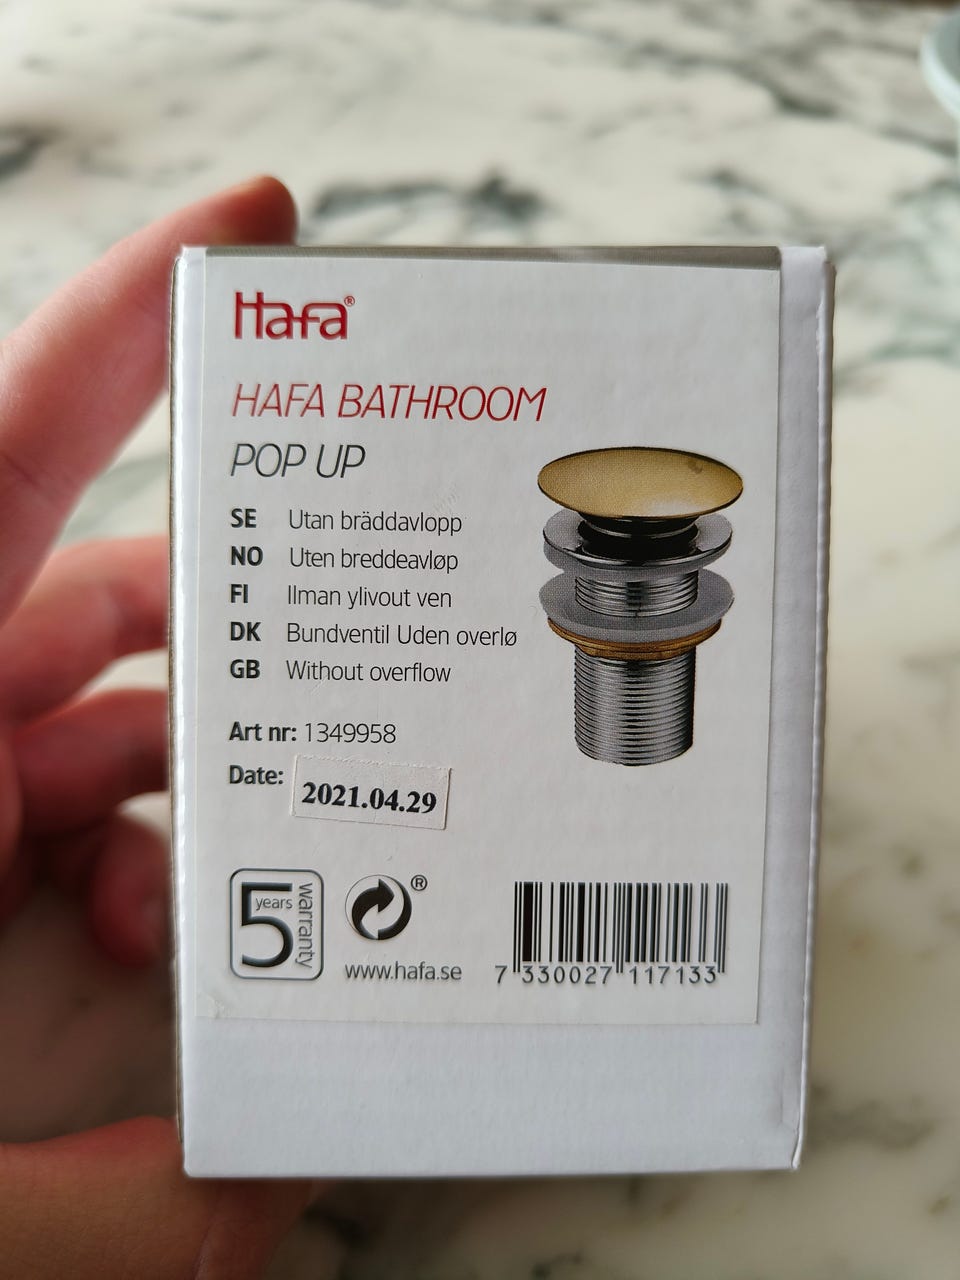 Hafa®
HAFA BATHROOM
POP UP
SE Utan bräddavlopp
NO Uten breddeavløp
FI Ilman ylivout ven
DK Bundventil Uden overlø
GB Without overflow
Art nr: 1349958
Date: 2021.04.29
5 years warranty
®
www.hafa.se
7 330027 117133